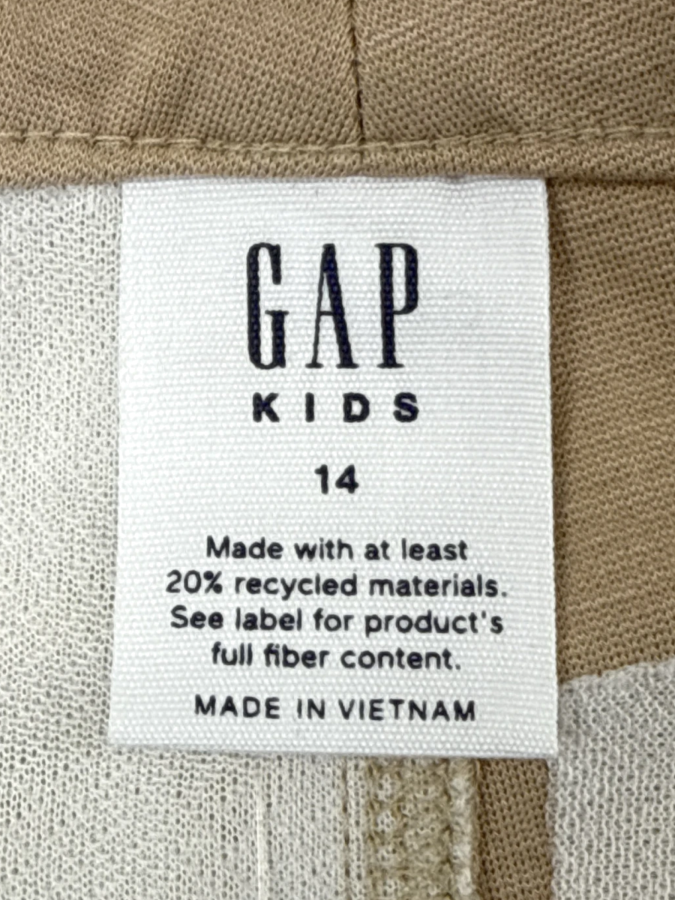 GAP
KIDS
14
Made with at least
20% recycled materials.
See label for product's
full fiber content.
MADE IN VIETNAM